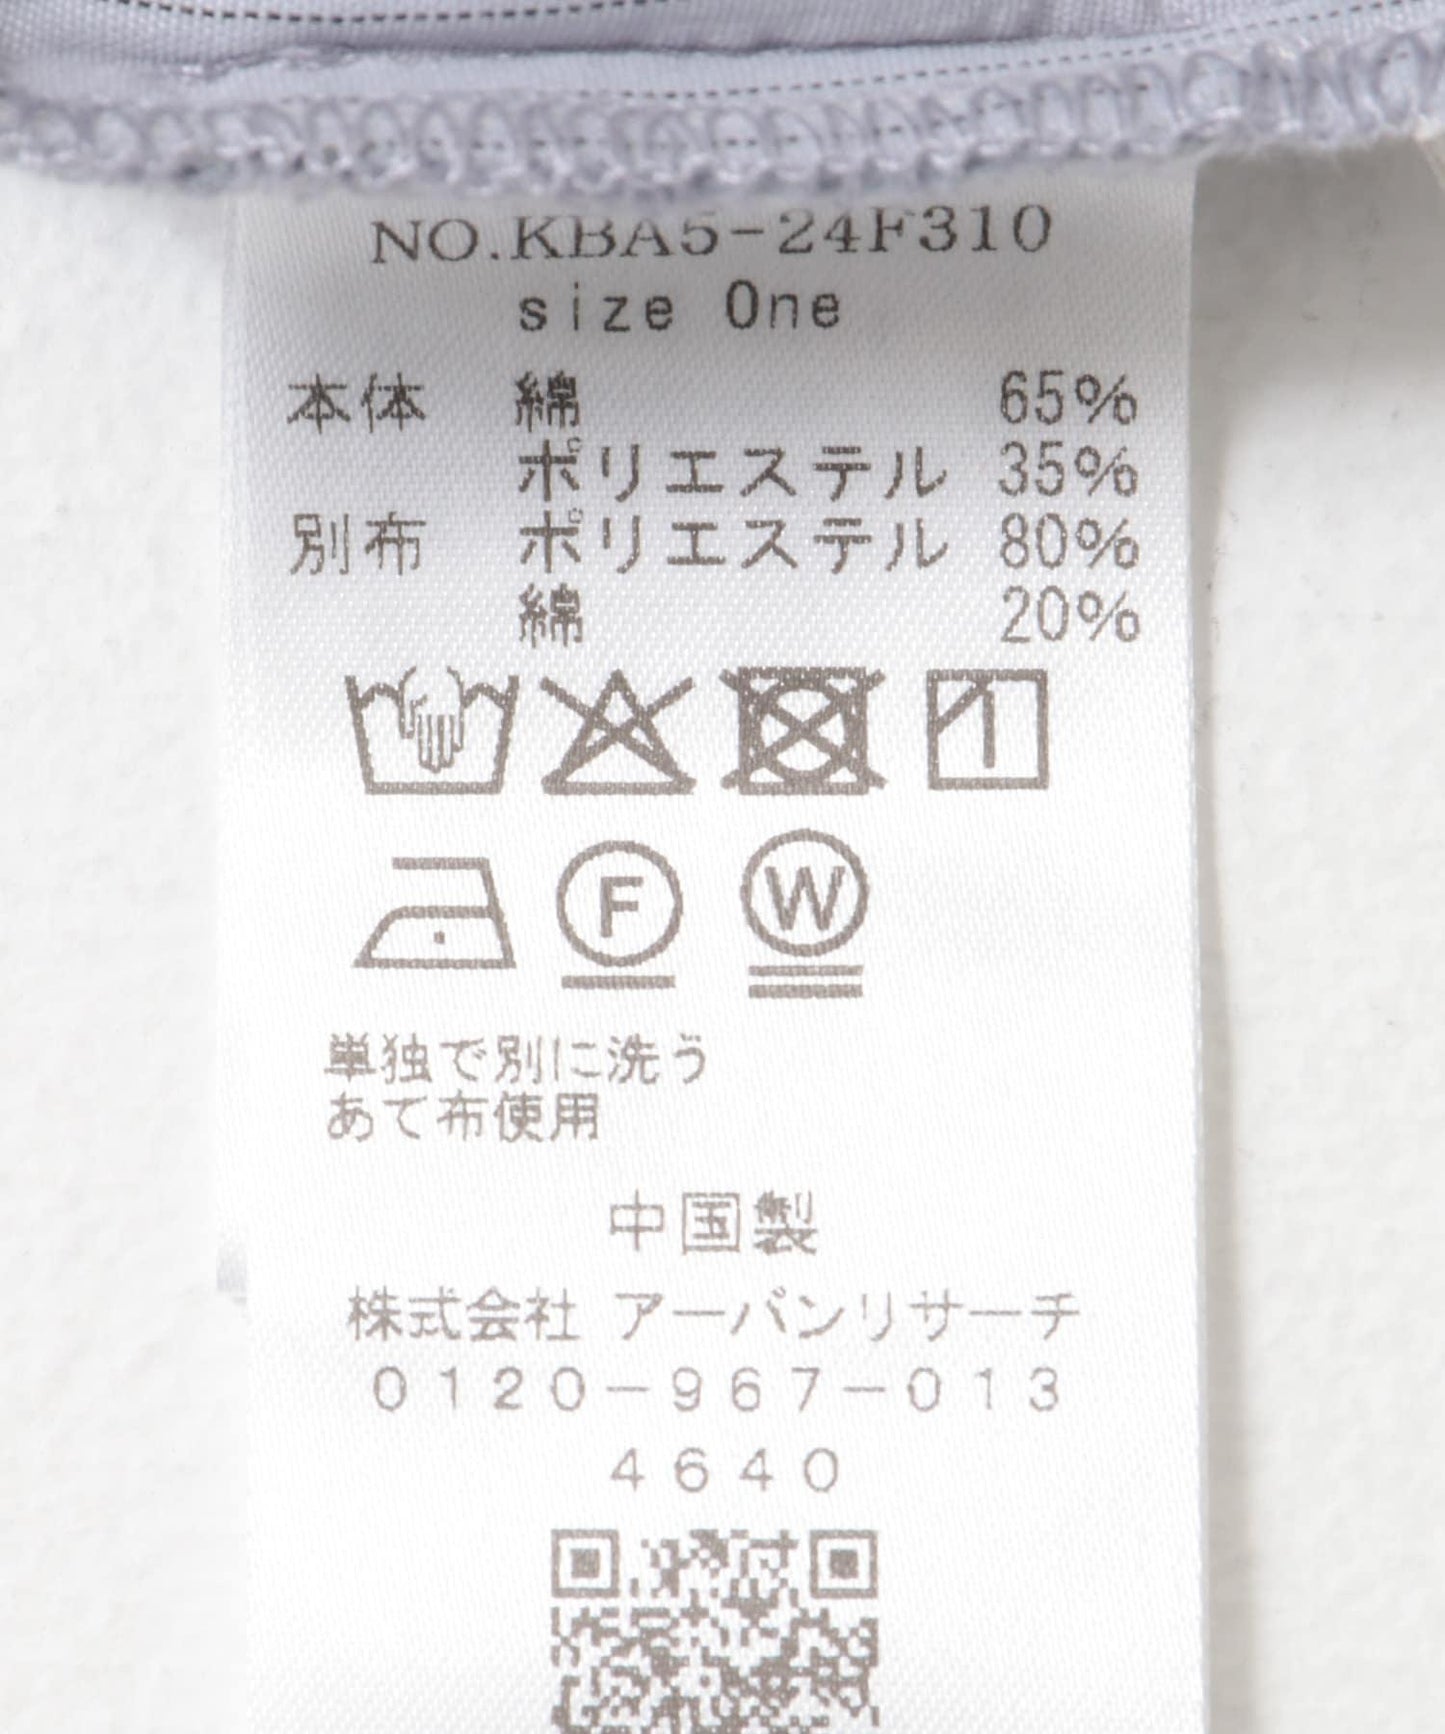 NO.KBA5-24F310
size One
本体 綿 65%
ポリエステル 35%
別布 ポリエステル 80%
綿 20%
F W
単独で別に洗う
あて布使用
中国製
株式会社 アーバンリサーチ
0120-967-013
4640